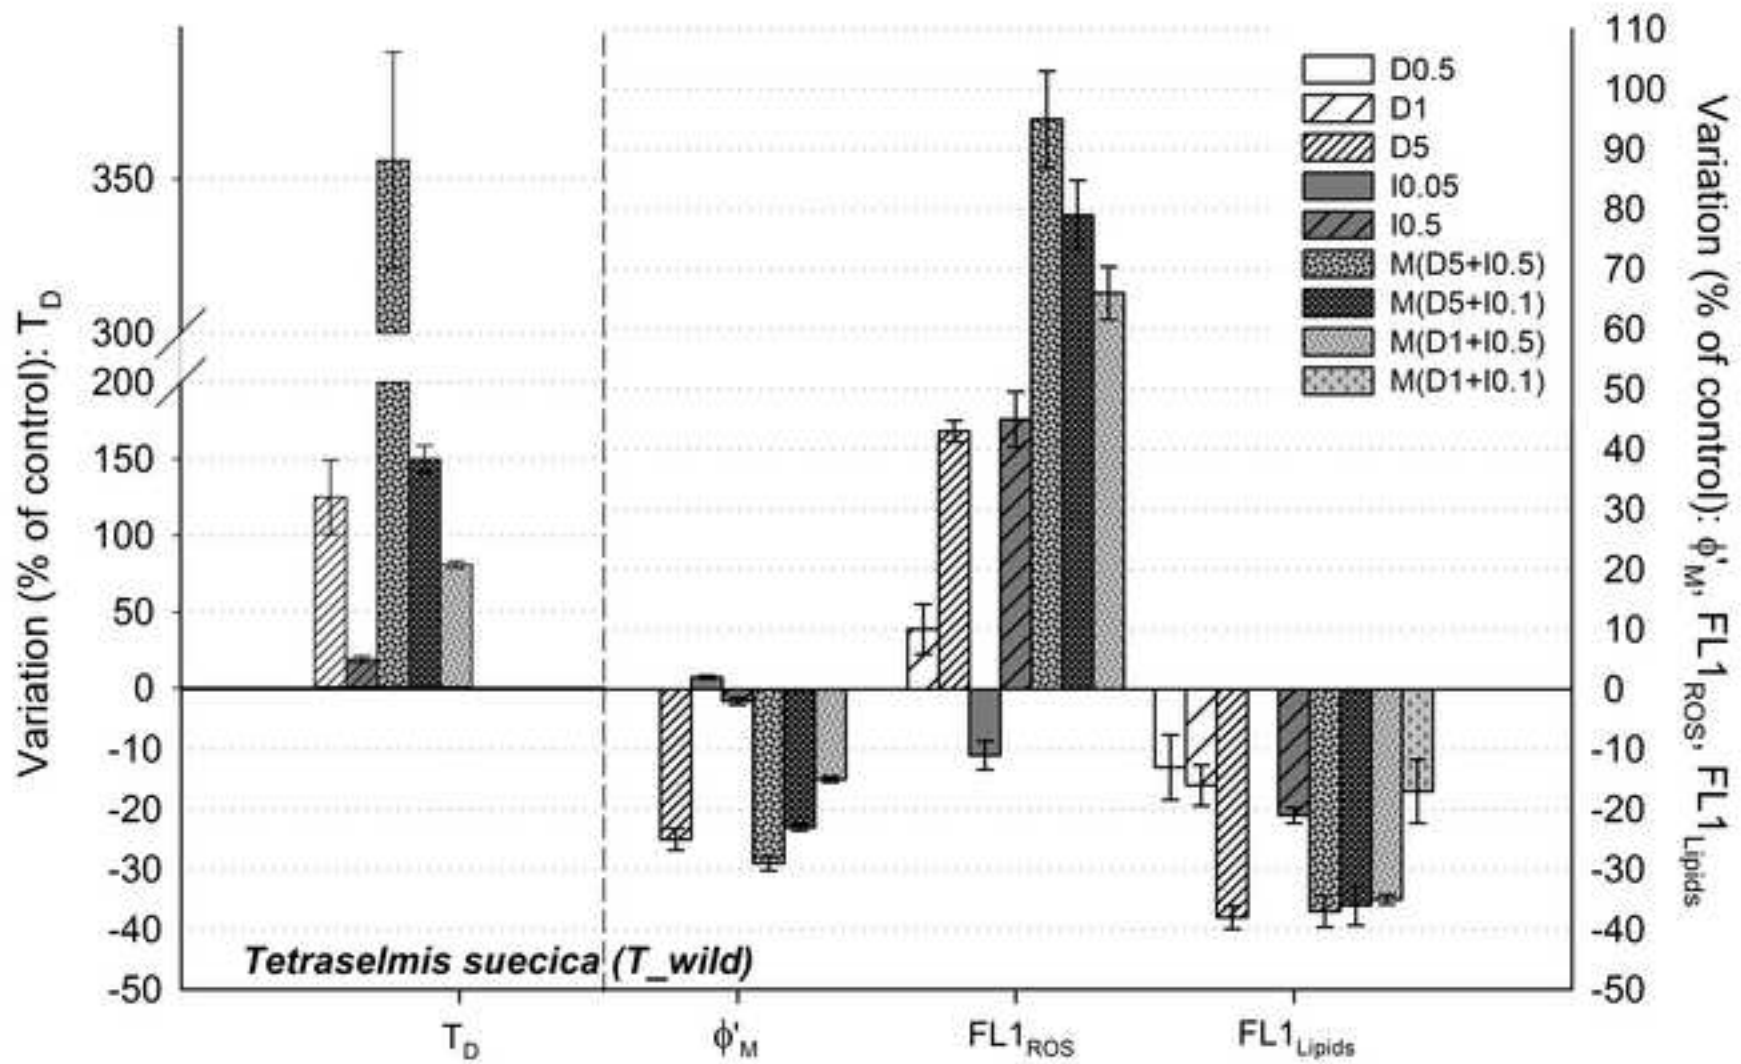 Variation (% of control): T_D
350
300
200
150
100
50
0
-10
-20
-30
-40
-50
110
100
90
80
70
60
50
40
30
20
10
0
-10
-20
-30
-40
-50
Variation (% of control): ϕ'_M, FL1_ROS, FL1_Lipids
D0.5
D1
D5
I0.05
I0.5
M(D5+I0.5)
M(D5+I0.1)
M(D1+I0.5)
M(D1+I0.1)
Tetraselmis suecica (T_wild)
T_D
ϕ'_M
FL1_ROS
FL1_Lipids